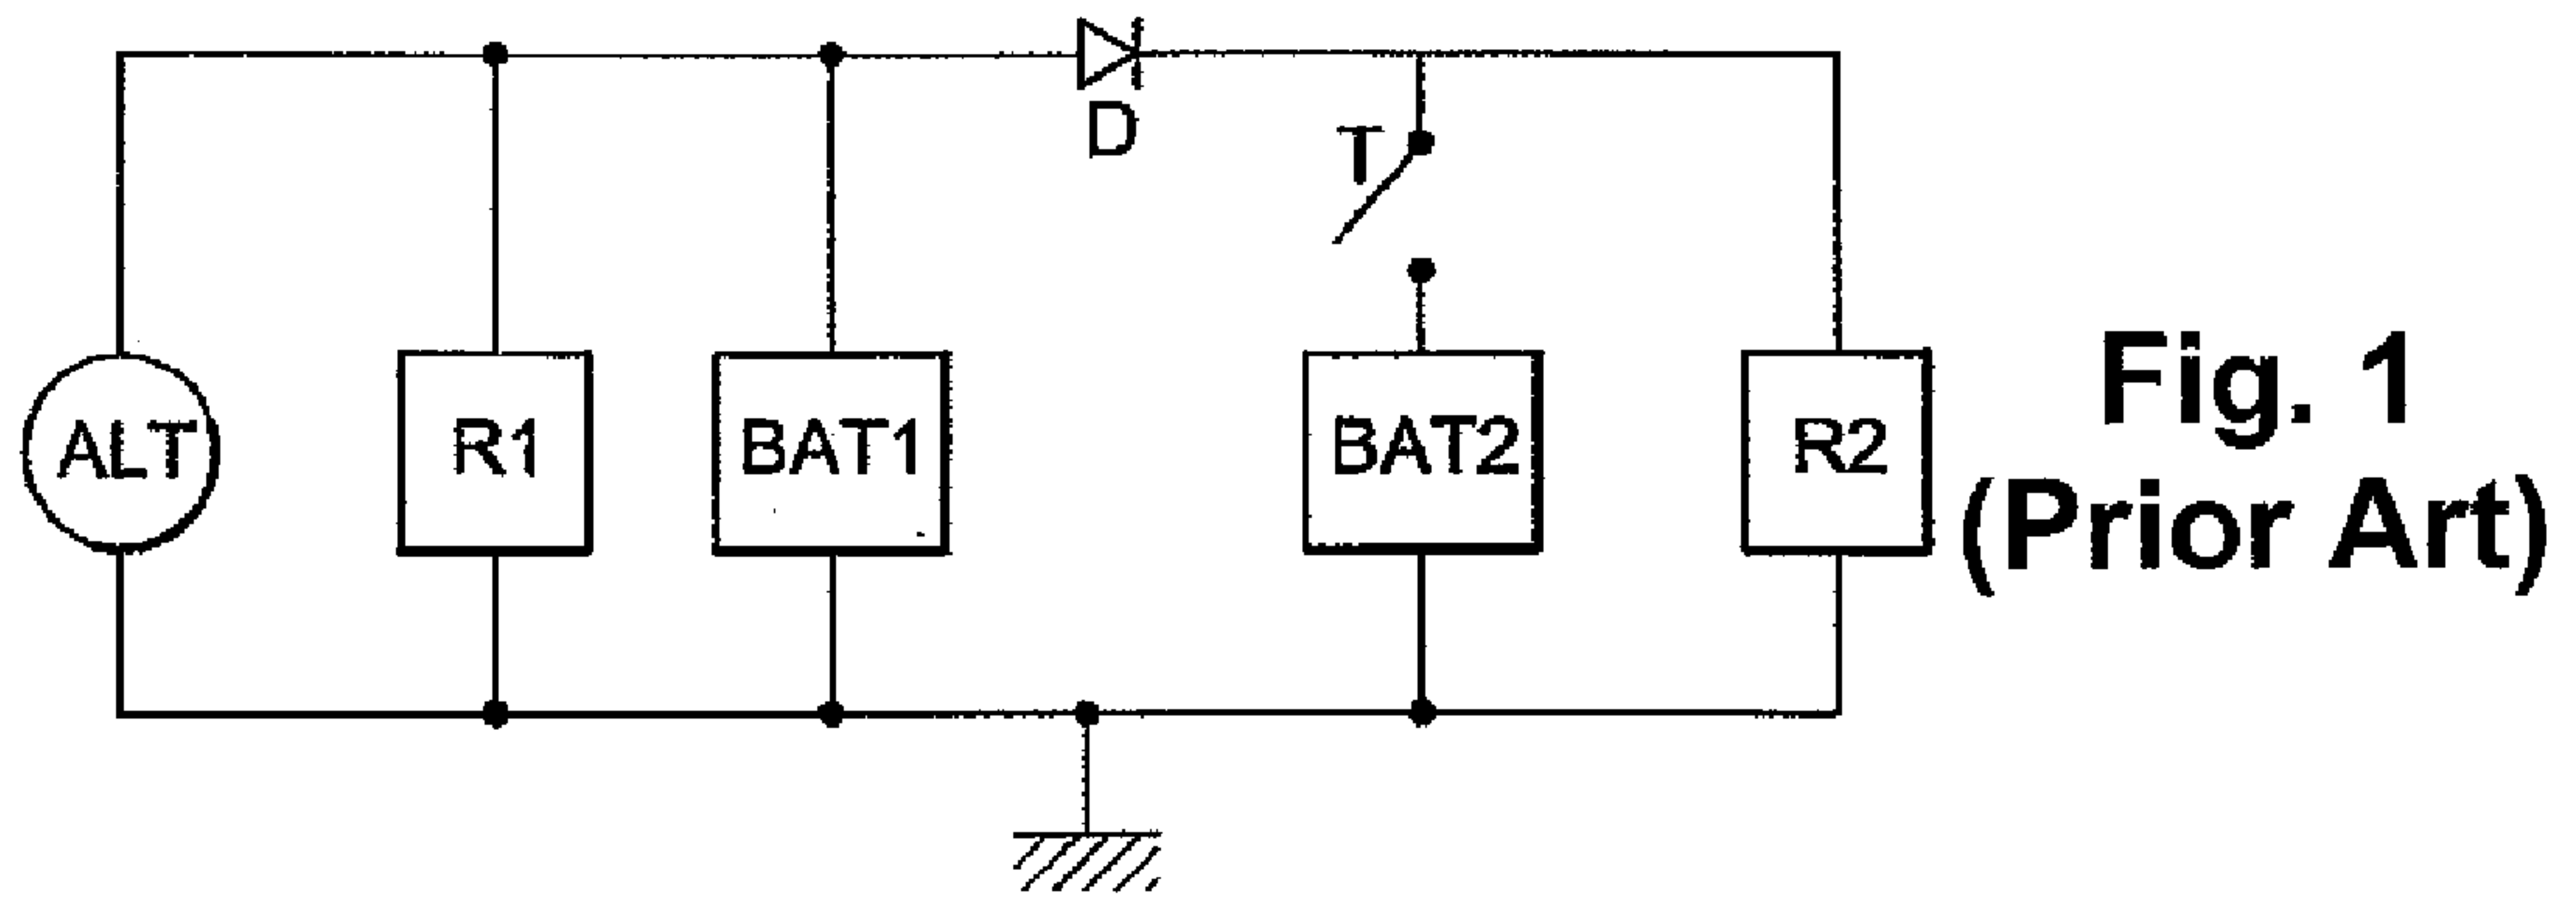 D
T
ALT
R1
BAT1
BAT2
R2
Fig. 1
(Prior Art)